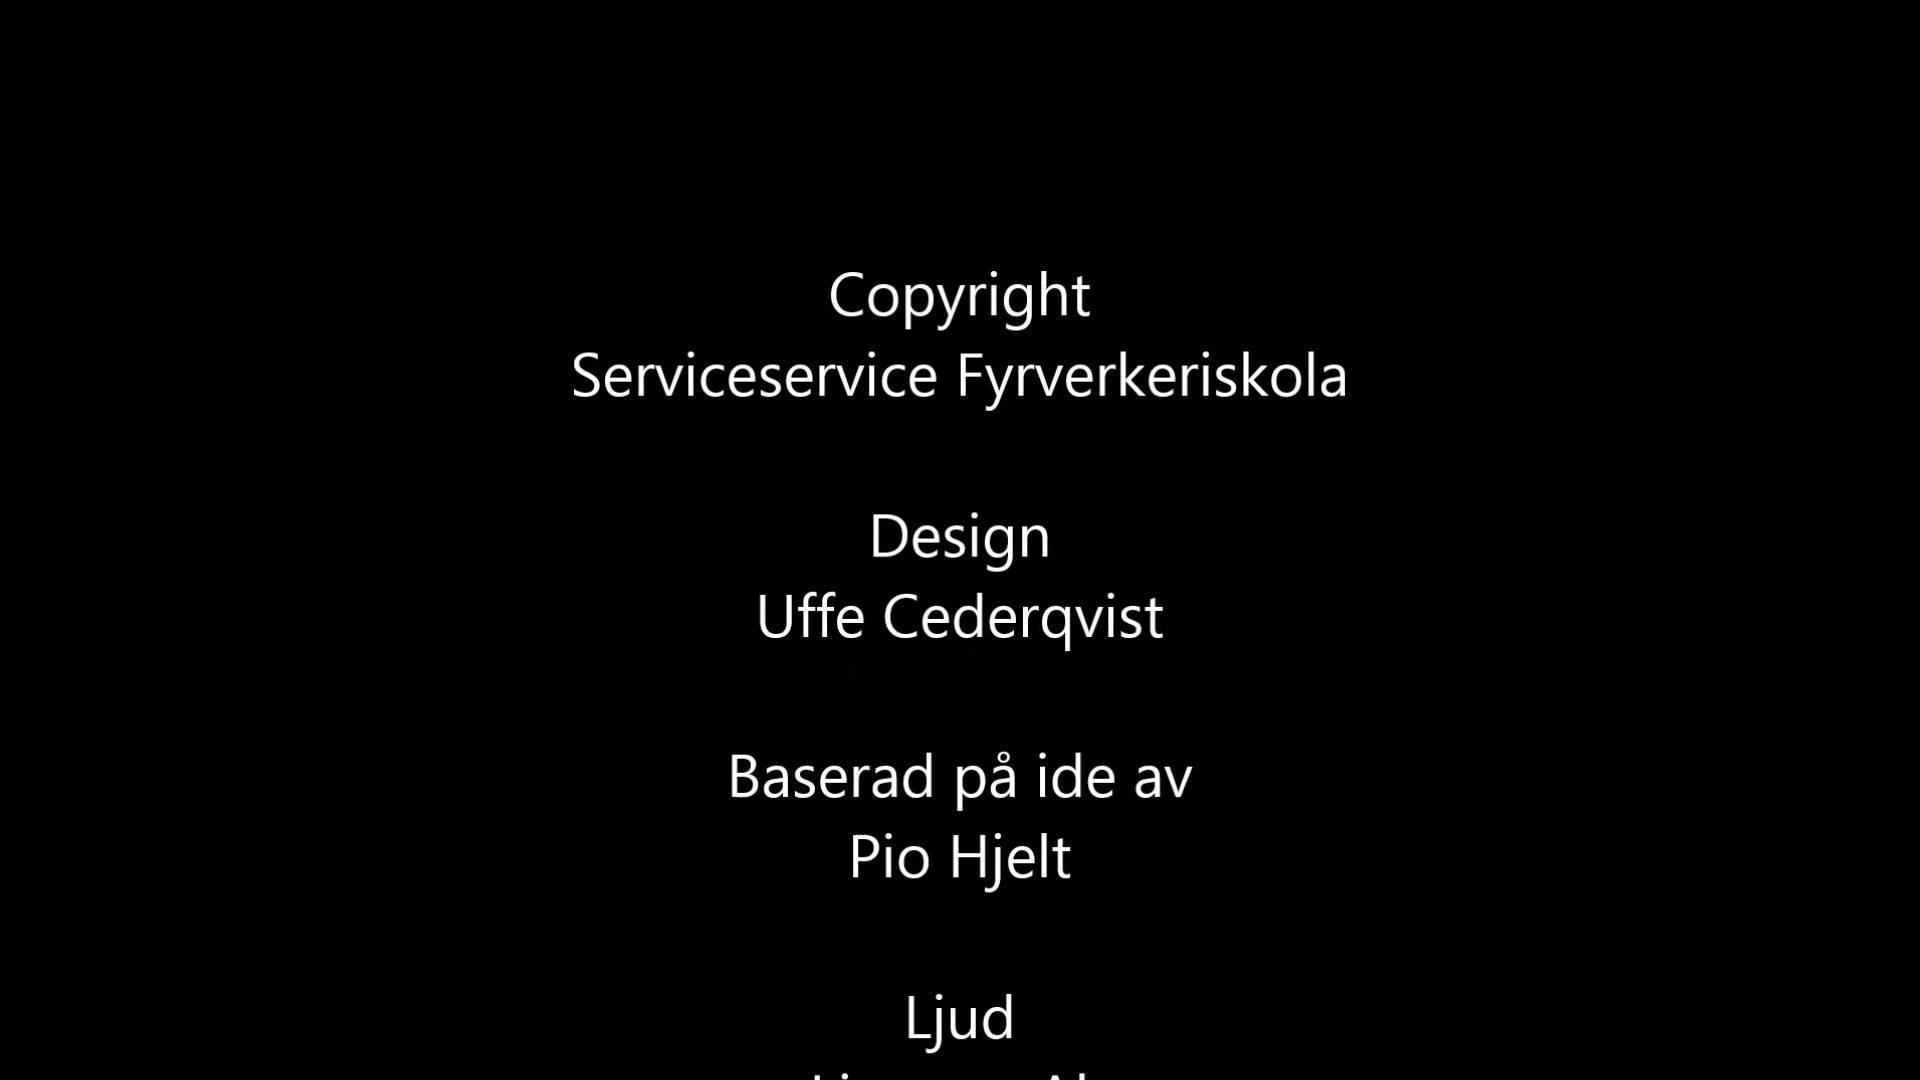 Copyright
Serviceservice Fyrverkeriskola
Design
Uffe Cederqvist
Baserad på ide av
Pio Hjelt
Ljud